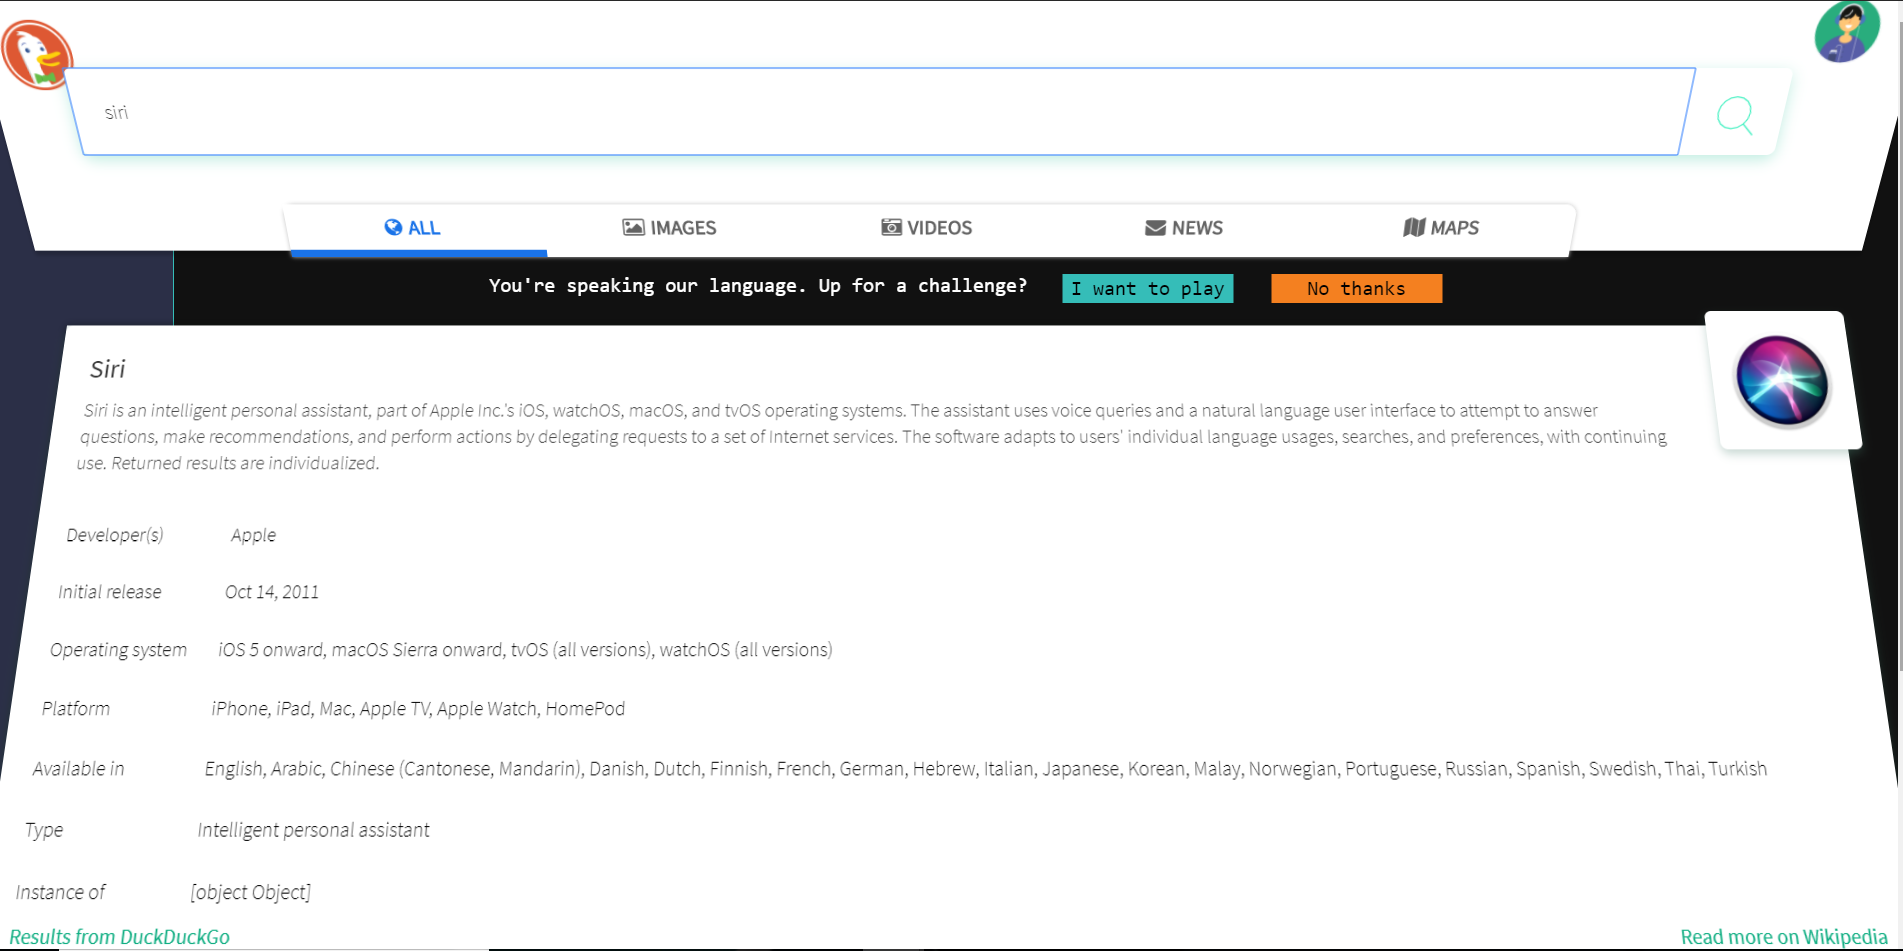 siri
ALL IMAGES VIDEOS NEWS MAPS
You're speaking our language. Up for a challenge? I want to play No thanks
Siri
Siri is an intelligent personal assistant, part of Apple Inc.'s iOS, watchOS, macOS, and tvOS operating systems. The assistant uses voice queries and a natural language user interface to attempt to answer
questions, make recommendations, and perform actions by delegating requests to a set of Internet services. The software adapts to users' individual language usages, searches, and preferences, with continuing
use. Returned results are individualized.
Developer(s) Apple
Initial release Oct 14, 2011
Operating system iOS 5 onward, macOS Sierra onward, tvOS (all versions), watchOS (all versions)
Platform iPhone, iPad, Mac, Apple TV, Apple Watch, HomePod
Available in English, Arabic, Chinese (Cantonese, Mandarin), Danish, Dutch, Finnish, French, German, Hebrew, Italian, Japanese, Korean, Malay, Norwegian, Portuguese, Russian, Spanish, Swedish, Thai, Turkish
Type Intelligent personal assistant
Instance of [object Object]
Results from DuckDuckGo Read more on Wikipedia